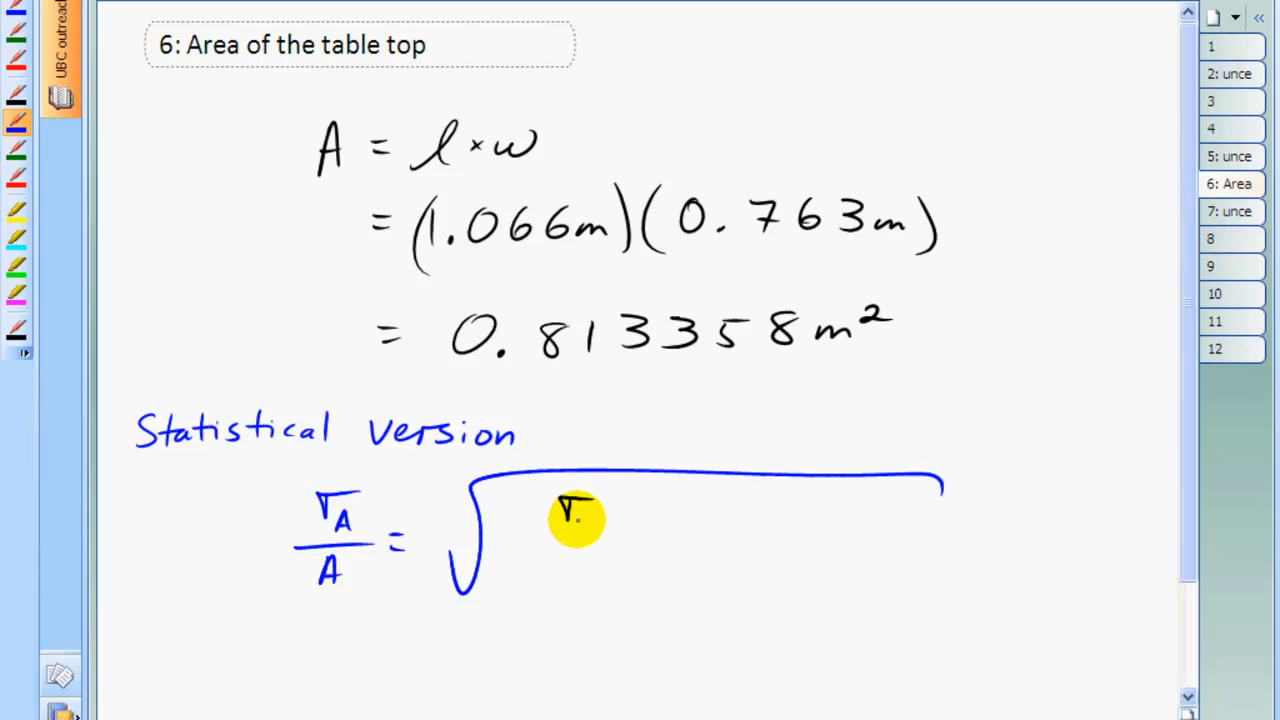 UBC outreach
6: Area of the table top
A = l × w
= (1.066m)(0.763m)
= 0.813358m²
Statistical version
σ_A / A = √ σ
1
2: unce
3
4
5: unce
6: Area
7: unce
8
9
10
11
12